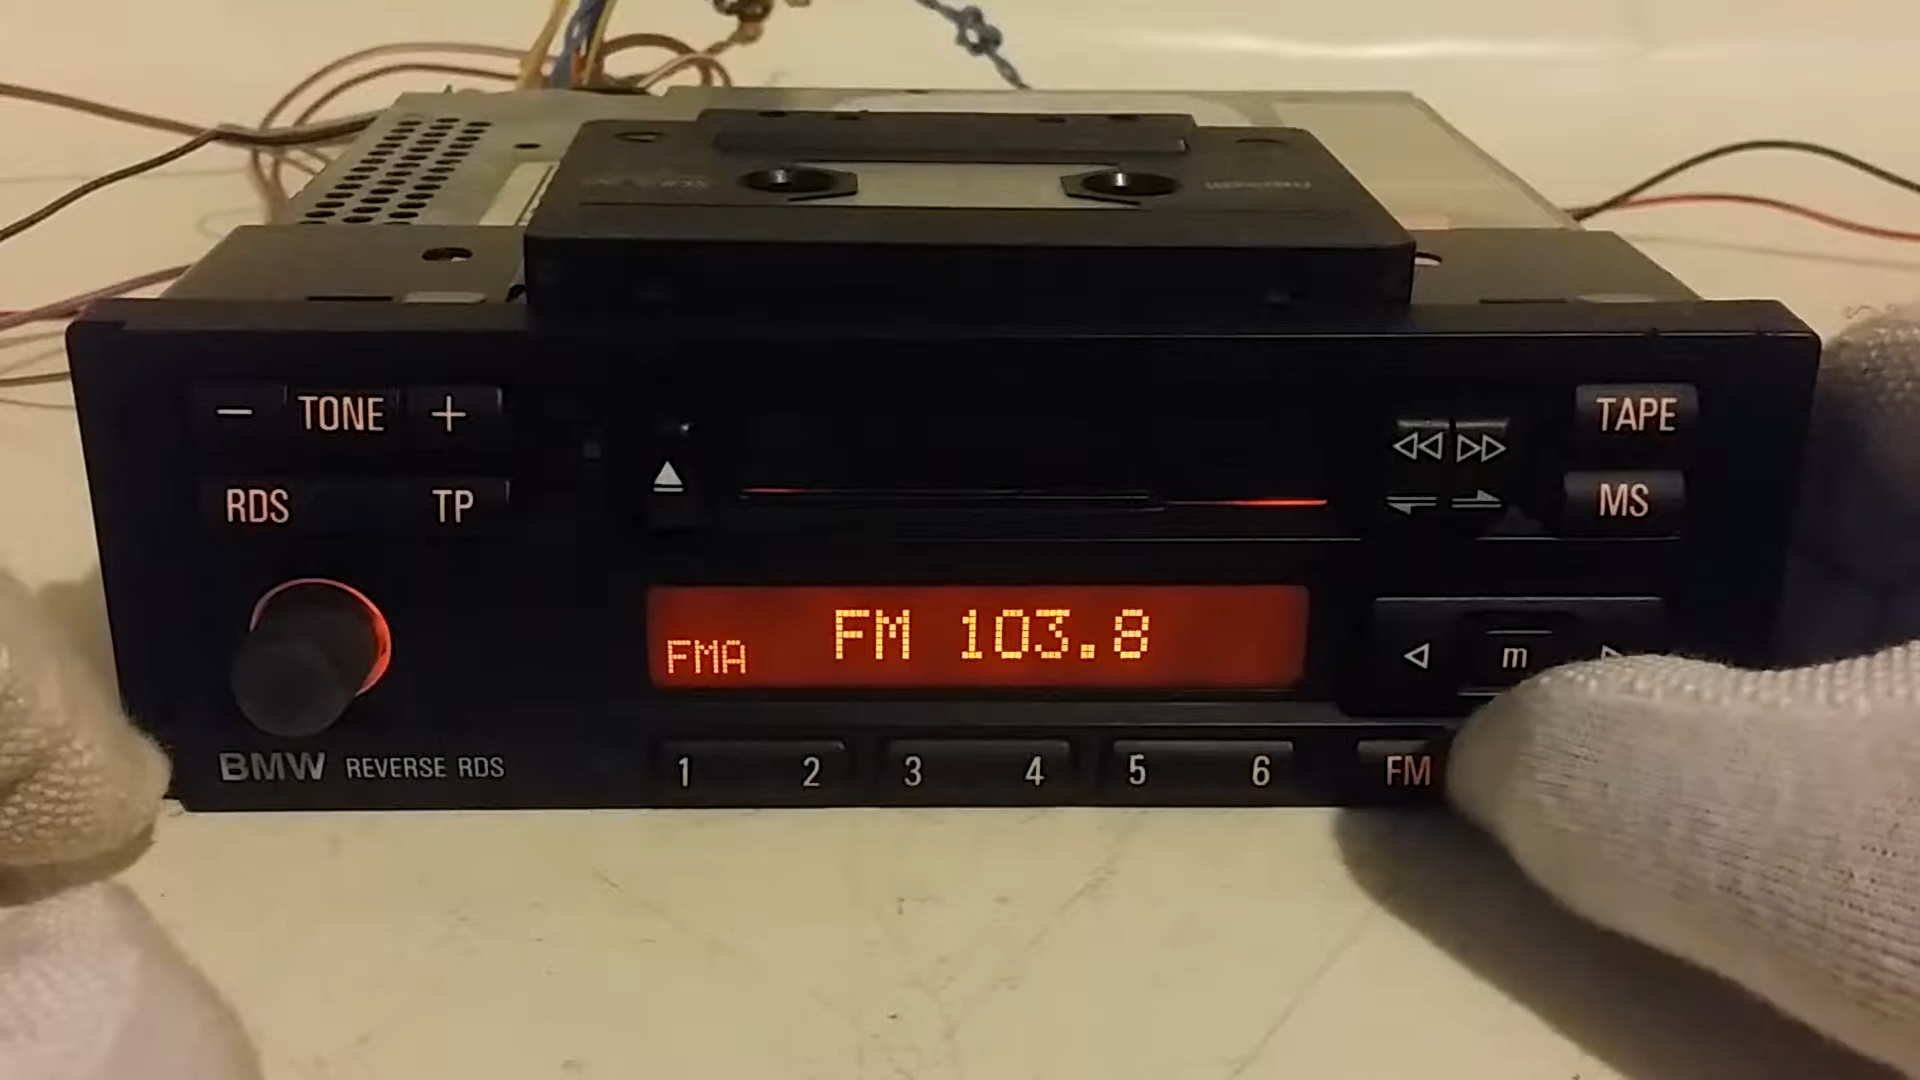 − TONE +
TAPE
RDS TP
MS
FMA FM 103.8
m
BMW REVERSE RDS
1 2 3 4 5 6 FM